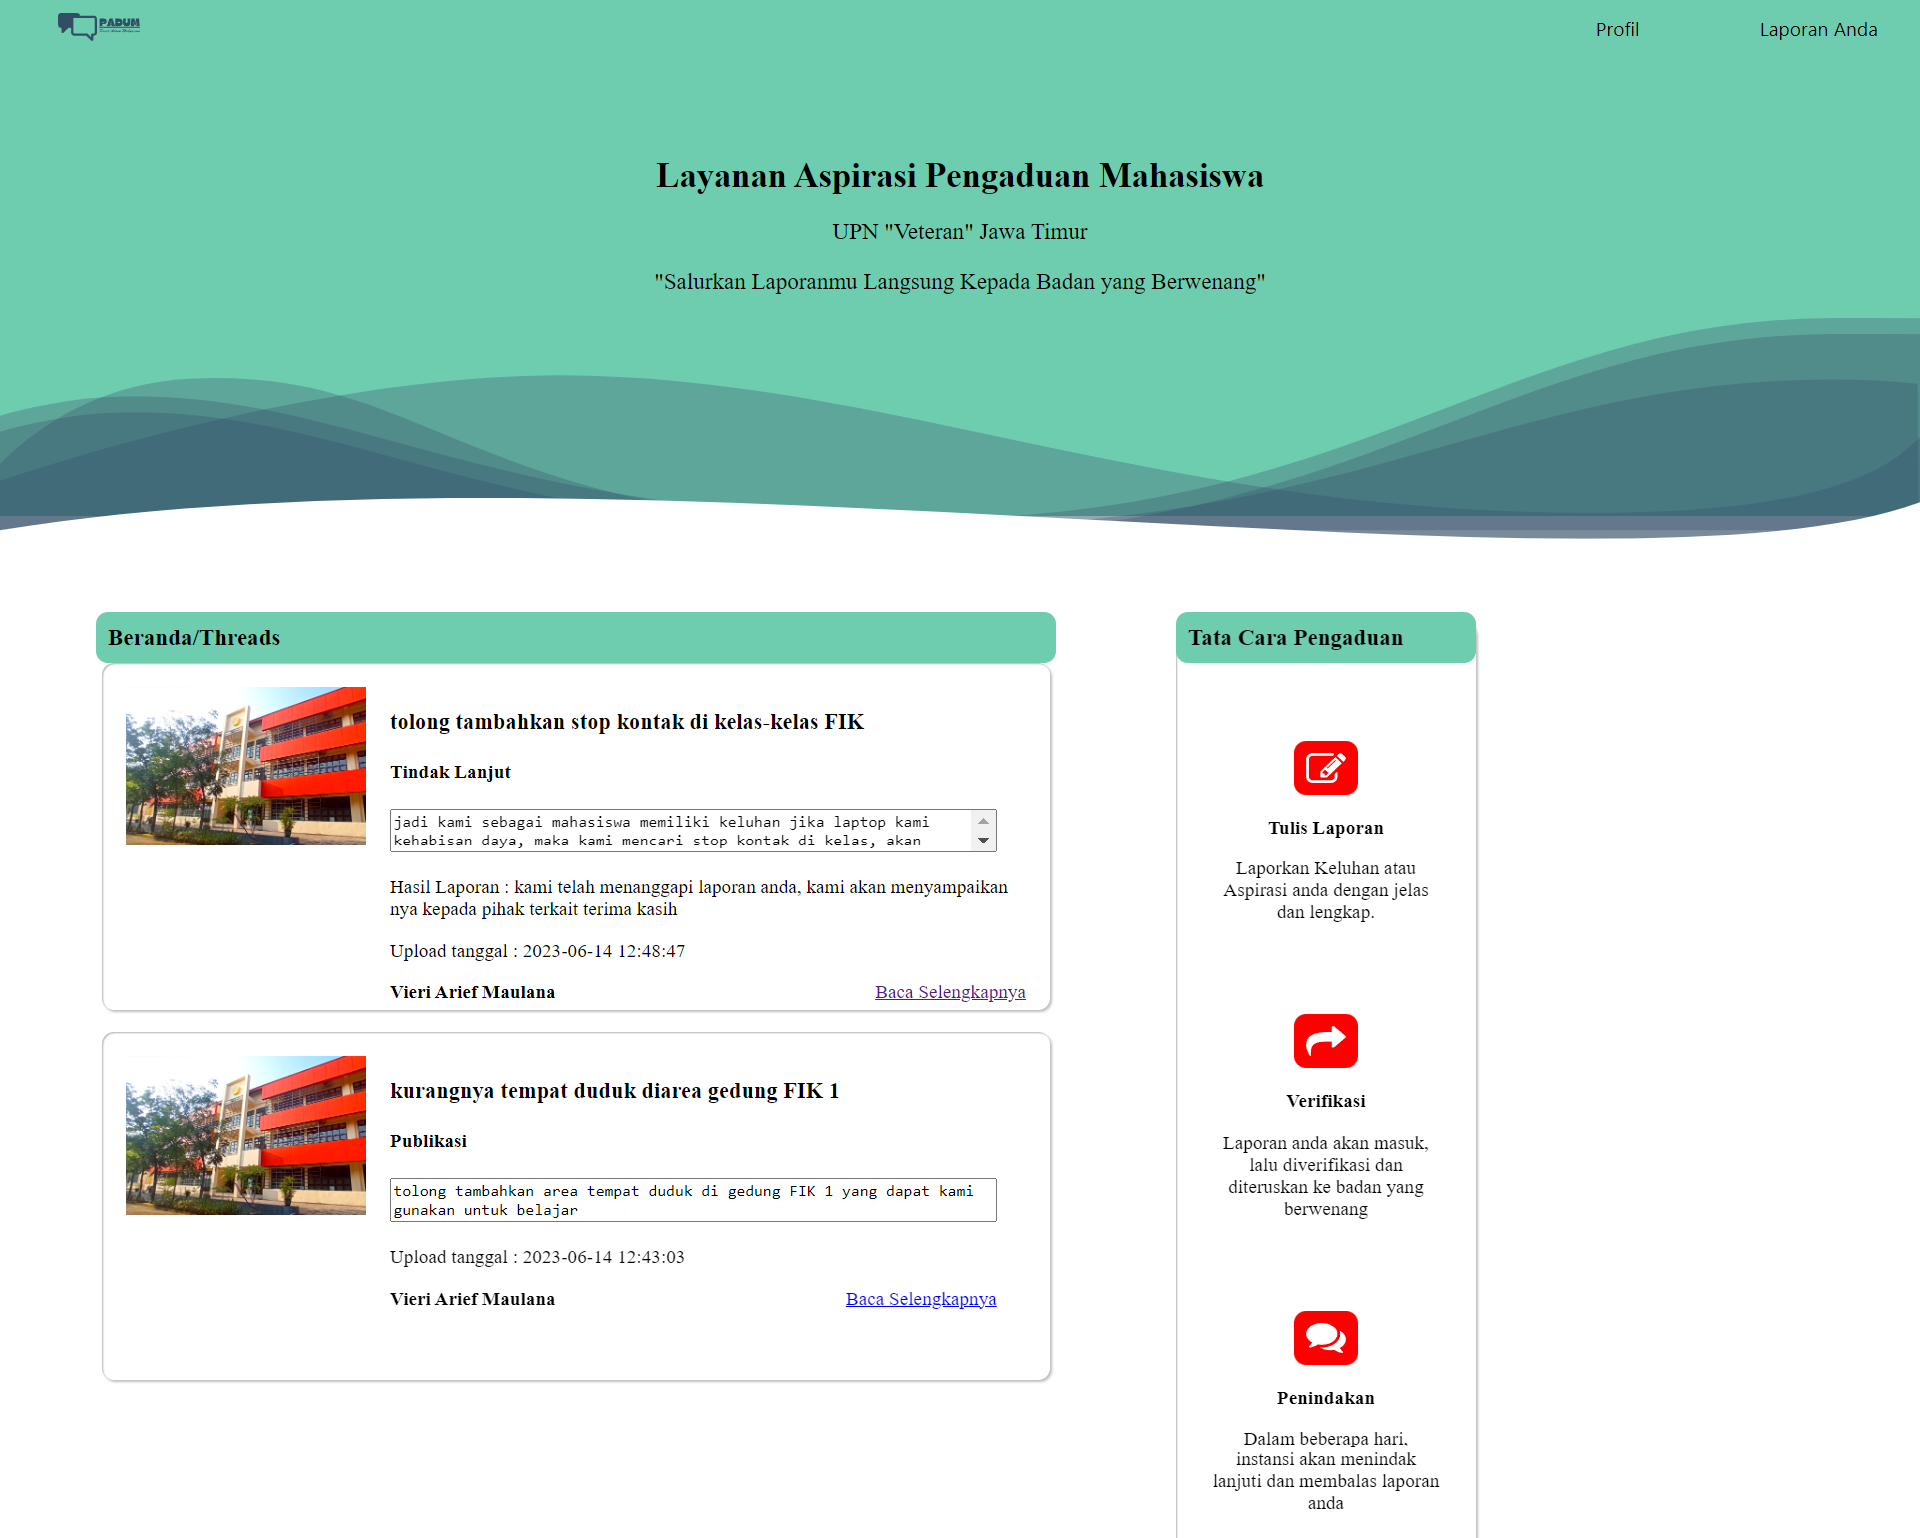 PADUM
Profil
Laporan Anda
Layanan Aspirasi Pengaduan Mahasiswa
UPN "Veteran" Jawa Timur
"Salurkan Laporanmu Langsung Kepada Badan yang Berwenang"
Beranda/Threads
tolong tambahkan stop kontak di kelas-kelas FIK
Tindak Lanjut
jadi kami sebagai mahasiswa memiliki keluhan jika laptop kami
kehabisan daya, maka kami mencari stop kontak di kelas, akan
Hasil Laporan : kami telah menanggapi laporan anda, kami akan menyampaikan
nya kepada pihak terkait terima kasih
Upload tanggal : 2023-06-14 12:48:47
Vieri Arief Maulana
Baca Selengkapnya
kurangnya tempat duduk diarea gedung FIK 1
Publikasi
tolong tambahkan area tempat duduk di gedung FIK 1 yang dapat kami
gunakan untuk belajar
Upload tanggal : 2023-06-14 12:43:03
Vieri Arief Maulana
Baca Selengkapnya
Tata Cara Pengaduan
Tulis Laporan
Laporkan Keluhan atau
Aspirasi anda dengan jelas
dan lengkap.
Verifikasi
Laporan anda akan masuk,
lalu diverifikasi dan
diteruskan ke badan yang
berwenang
Penindakan
Dalam beberapa hari,
instansi akan menindak
lanjuti dan membalas laporan
anda